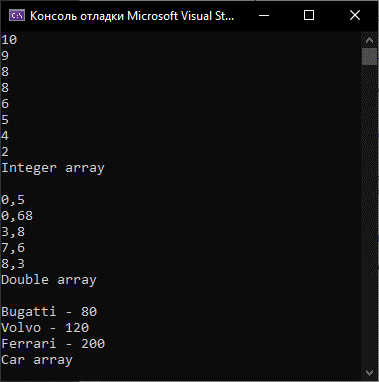 Консоль отладки Microsoft Visual St...
10
9
8
8
6
5
4
2
Integer array
0,5
0,68
3,8
7,6
8,3
Double array
Bugatti - 80
Volvo - 120
Ferrari - 200
Car array